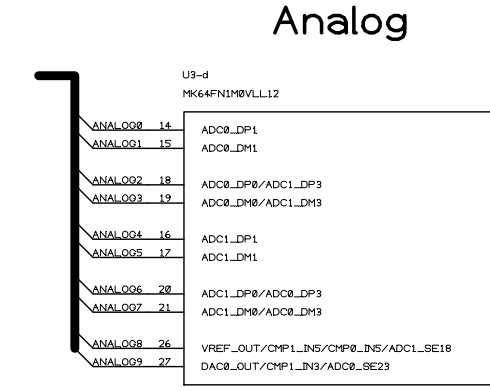 Analog
U3-d
MK64FN1M0VLL12
ANALOG0 14 ADC0_DP1
ANALOG1 15 ADC0_DM1
ANALOG2 18 ADC0_DP0/ADC1_DP3
ANALOG3 19 ADC0_DM0/ADC1_DM3
ANALOG4 16 ADC1_DP1
ANALOG5 17 ADC1_DM1
ANALOG6 20 ADC1_DP0/ADC0_DP3
ANALOG7 21 ADC1_DM0/ADC0_DM3
ANALOG8 26 VREF_OUT/CMP1_IN5/CMP0_IN5/ADC1_SE18
ANALOG9 27 DAC0_OUT/CMP1_IN3/ADC0_SE23